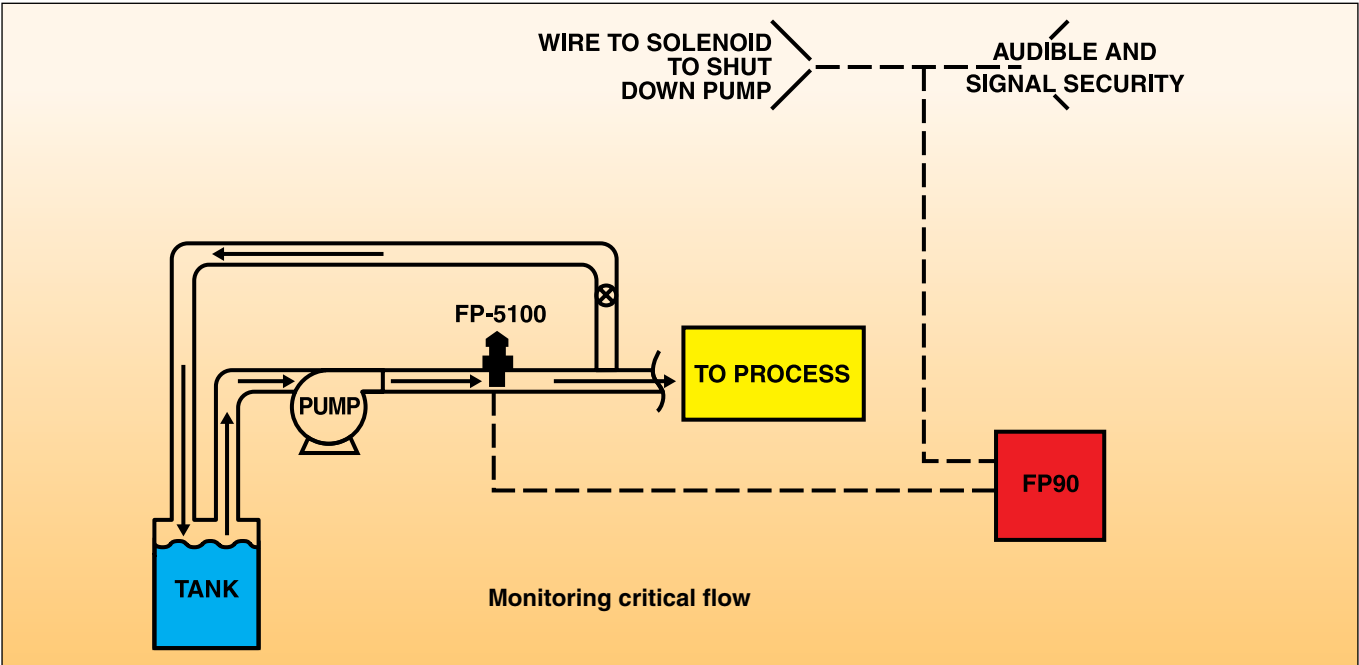 WIRE TO SOLENOID
TO SHUT
DOWN PUMP
AUDIBLE AND
SIGNAL SECURITY
FP-5100
TO PROCESS
PUMP
FP90
TANK
Monitoring critical flow